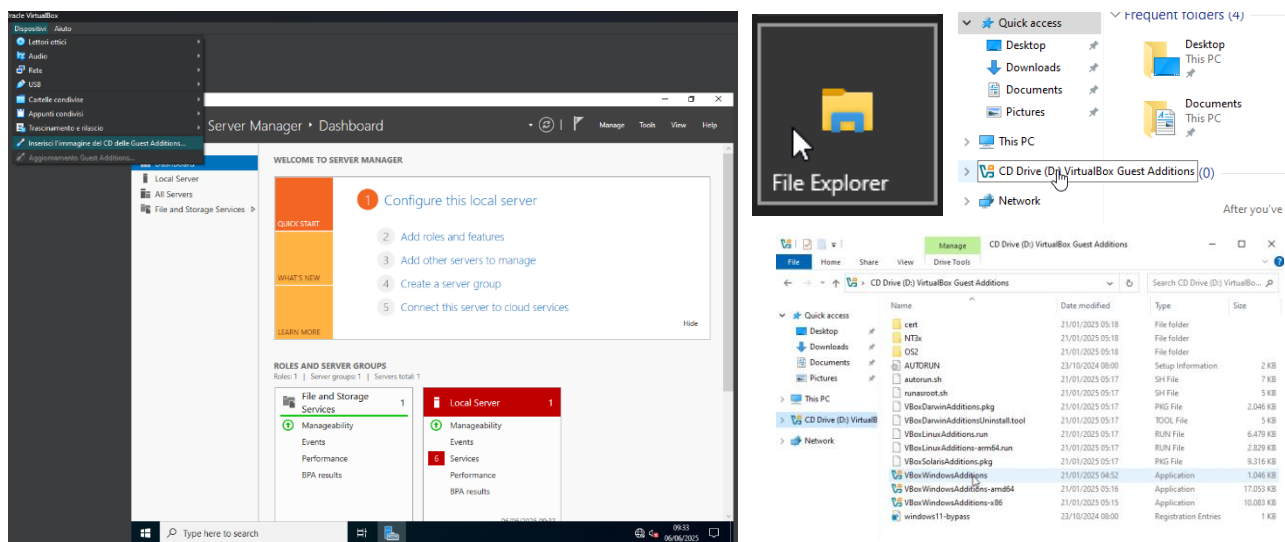 racle VirtualBox
Dispositivi Aiuto
Lettori ottici
Audio
Rete
USB
Cartelle condivise
Appunti condivisi
Trascinamento e rilascio
Inserisci l'immagine del CD delle Guest Additions...
Aggiornamento Guest Additions...
Server Manager • Dashboard
Manage Tools View Help
Dashboard
Local Server
All Servers
File and Storage Services
WELCOME TO SERVER MANAGER
QUICK START
WHAT'S NEW
LEARN MORE
1 Configure this local server
2 Add roles and features
3 Add other servers to manage
4 Create a server group
5 Connect this server to cloud services
Hide
ROLES AND SERVER GROUPS
Roles: 1 | Server groups: 1 | Servers total: 1
File and Storage Services 1
Manageability
Events
Performance
BPA results
Local Server 1
Manageability
Events
6 Services
Performance
BPA results
06/06/2025 09:33
Type here to search
09:33
06/06/2025
File Explorer
Quick access
Desktop
Downloads
Documents
Pictures
This PC
CD Drive (D:) VirtualBox Guest Additions (0)
Network
Frequent folders (4)
Desktop
This PC
Documents
This PC
After you've
Manage CD Drive (D:) VirtualBox Guest Additions
File Home Share View Drive Tools
CD Drive (D:) VirtualBox Guest Additions
Search CD Drive (D:) VirtualBo...
Quick access
Desktop
Downloads
Documents
Pictures
This PC
CD Drive (D:) VirtualB
Network
Name Date modified Type Size
cert 21/01/2025 05:18 File folder
NT3x 21/01/2025 05:18 File folder
OS2 21/01/2025 05:18 File folder
AUTORUN 23/10/2024 08:00 Setup Information 2 KB
autorun.sh 21/01/2025 05:17 SH File 7 KB
runasroot.sh 21/01/2025 05:17 SH File 5 KB
VBoxDarwinAdditions.pkg 21/01/2025 05:17 PKG File 2.046 KB
VBoxDarwinAdditionsUninstall.tool 21/01/2025 05:17 TOOL File 5 KB
VBoxLinuxAdditions.run 21/01/2025 05:17 RUN File 6.479 KB
VBoxLinuxAdditions-arm64.run 21/01/2025 05:17 RUN File 2.829 KB
VBoxSolarisAdditions.pkg 21/01/2025 05:17 PKG File 9.316 KB
VBoxWindowsAdditions 21/01/2025 04:52 Application 1.046 KB
VBoxWindowsAdditions-amd64 21/01/2025 05:16 Application 17.053 KB
VBoxWindowsAdditions-x86 21/01/2025 05:15 Application 10.083 KB
windows11-bypass 23/10/2024 08:00 Registration Entries 1 KB